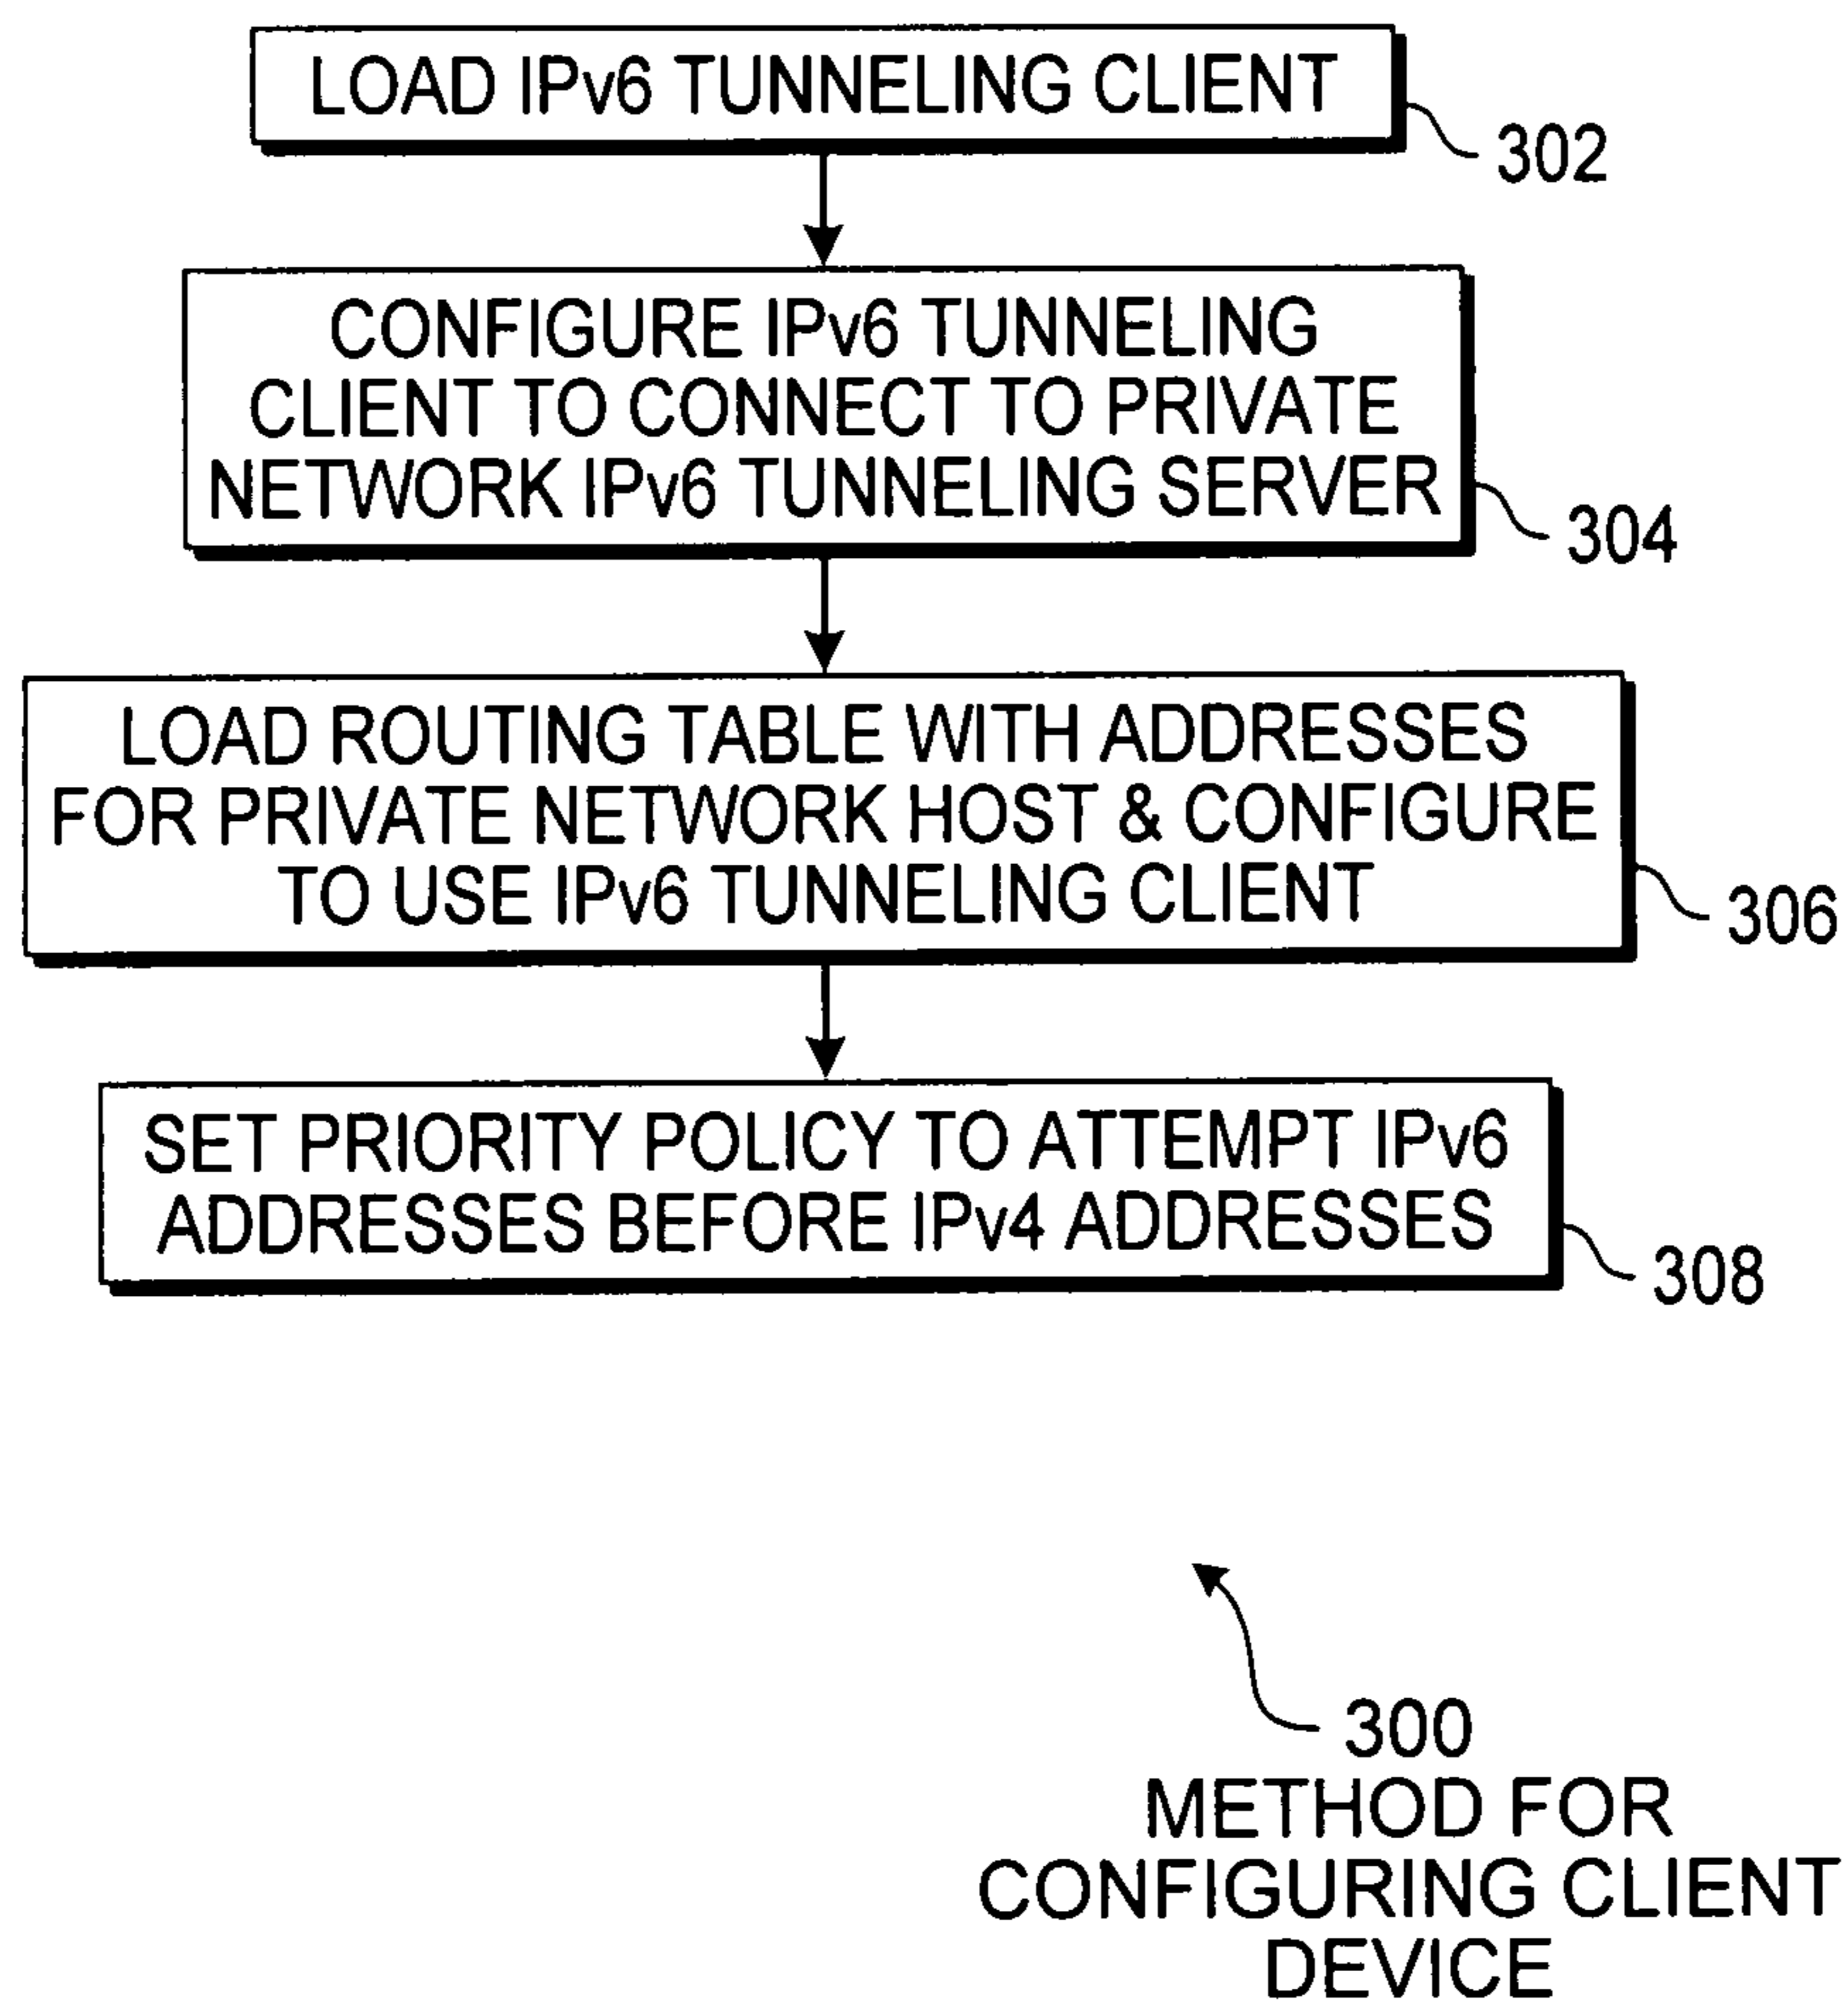 LOAD IPv6 TUNNELING CLIENT
302
CONFIGURE IPv6 TUNNELING
CLIENT TO CONNECT TO PRIVATE
NETWORK IPv6 TUNNELING SERVER
304
LOAD ROUTING TABLE WITH ADDRESSES
FOR PRIVATE NETWORK HOST & CONFIGURE
TO USE IPv6 TUNNELING CLIENT
306
SET PRIORITY POLICY TO ATTEMPT IPv6
ADDRESSES BEFORE IPv4 ADDRESSES
308
300
METHOD FOR
CONFIGURING CLIENT
DEVICE